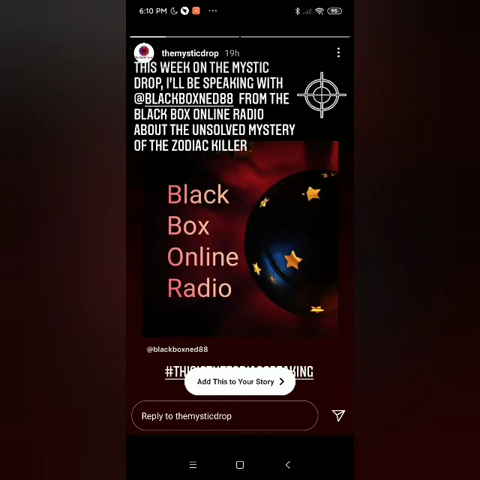 6:10 PM
95
themysticdrop 19h
THIS WEEK ON THE MYSTIC
DROP, I'LL BE SPEAKING WITH
@BLACKBOXNED88 FROM THE
BLACK BOX ONLINE RADIO
ABOUT THE UNSOLVED MYSTERY
OF THE ZODIAC KILLER
Black
Box
Online
Radio
@blackboxned88
Add This to Your Story
Reply to themysticdrop